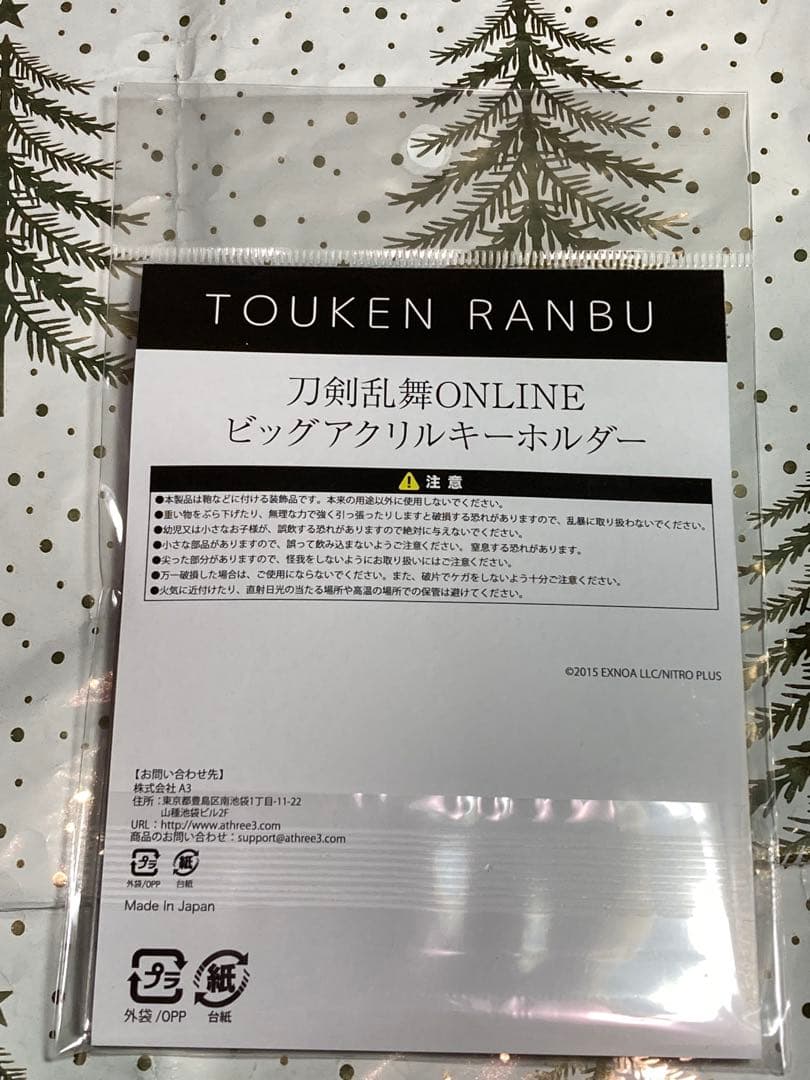 TOUKEN RANBU
刀剣乱舞ONLINE
ビッグアクリルキーホルダー
注意
●本製品は鞄などに付ける装飾品です。本来の用途以外に使用しないでください。
●重い物をぶら下げたり、無理な力で強く引っ張ったりしますと破損する恐れがありますので、乱暴に取り扱わないでください。
●幼児又は小さなお子様が、誤飲する恐れがありますので絶対に与えないでください。
●小さな部品がありますので、誤って飲み込まないようご注意ください。窒息する恐れがあります。
●尖った部分がありますので、怪我をしないようにお取り扱いにはご注意ください。
●万一破損した場合は、ご使用にならないでください。また、破片でケガをしないよう十分ご注意ください。
●火気に近付けたり、直射日光の当たる場所や高温の場所での保管は避けてください。
©2015 EXNOA LLC/NITRO PLUS
【お問い合わせ先】
株式会社 A3
住所：東京都豊島区南池袋1丁目-11-22
山種池袋ビル2F
URL：http://www.athree3.com
商品のお問い合わせ：support@athree3.com
プラ 紙
外袋/OPP 台紙
Made In Japan
プラ 紙
外袋/OPP 台紙